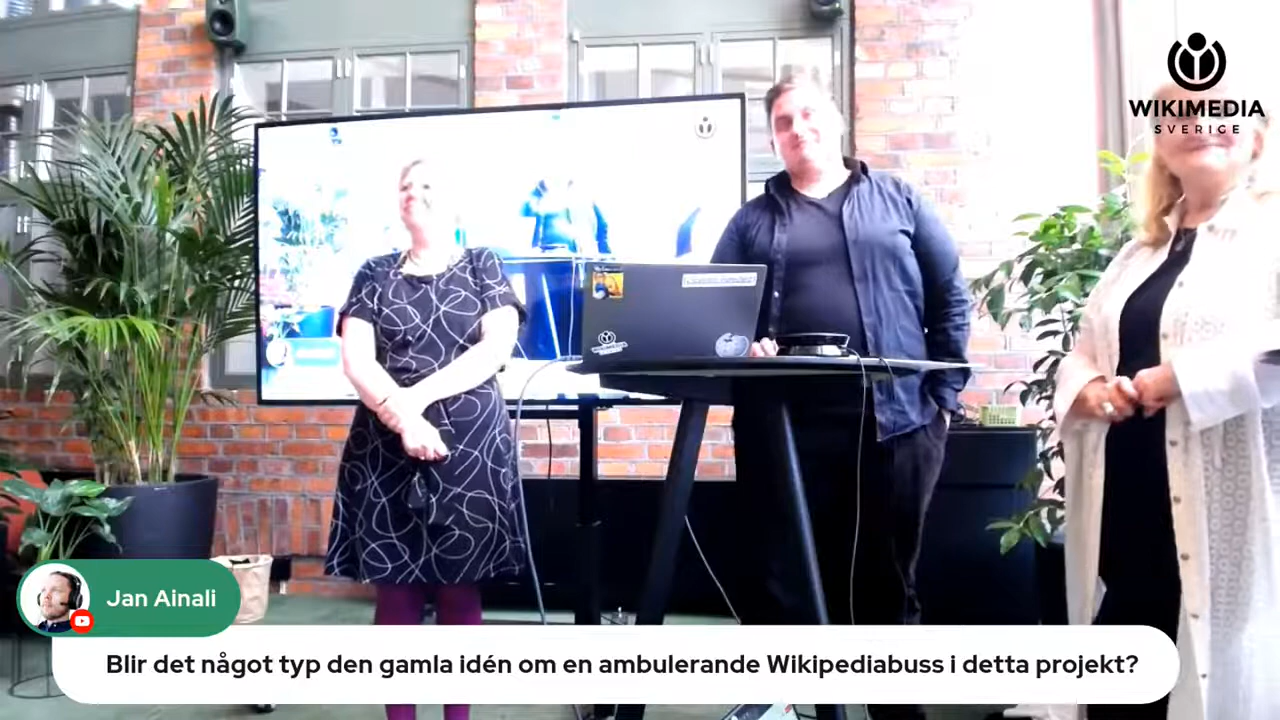 WIKIMEDIA
SVERIGE
Jan Ainali
Blir det något typ den gamla idén om en ambulerande Wikipediabuss i detta projekt?